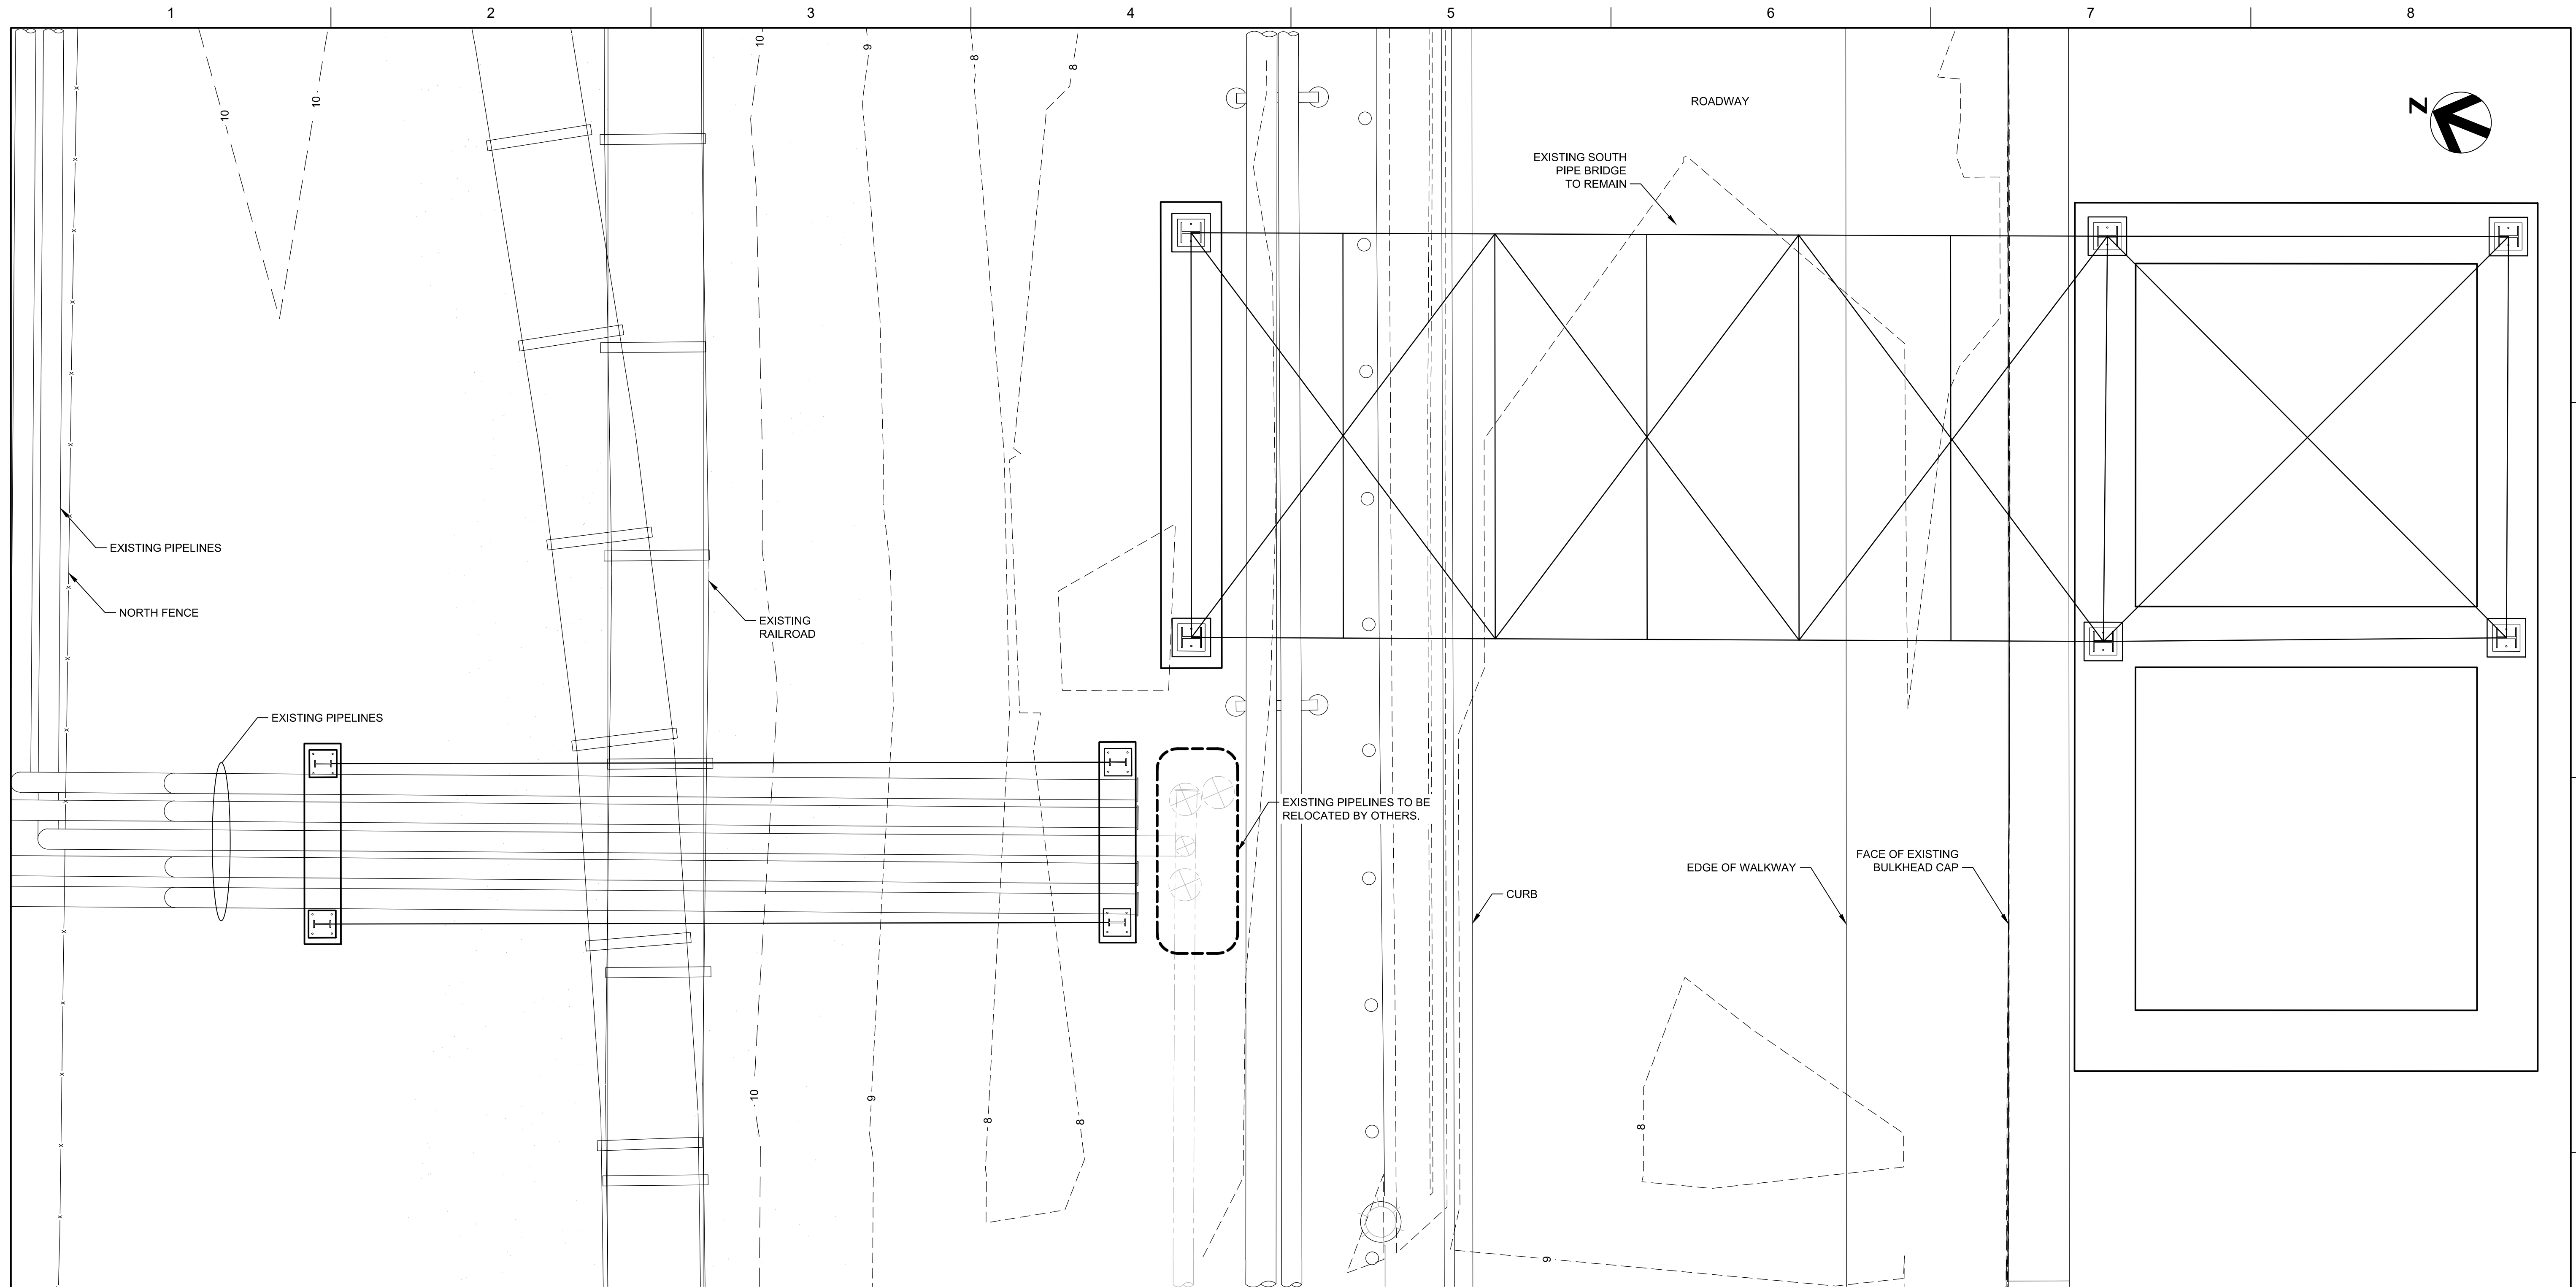 1
2
3
4
5
6
7
8
10
10
10
9
8
8
ROADWAY
N
EXISTING SOUTH
PIPE BRIDGE
TO REMAIN
EXISTING PIPELINES
NORTH FENCE
EXISTING
RAILROAD
EXISTING PIPELINES
EXISTING PIPELINES TO BE
RELOCATED BY OTHERS.
EDGE OF WALKWAY
FACE OF EXISTING
BULKHEAD CAP
CURB
10
9
8
8
8
9